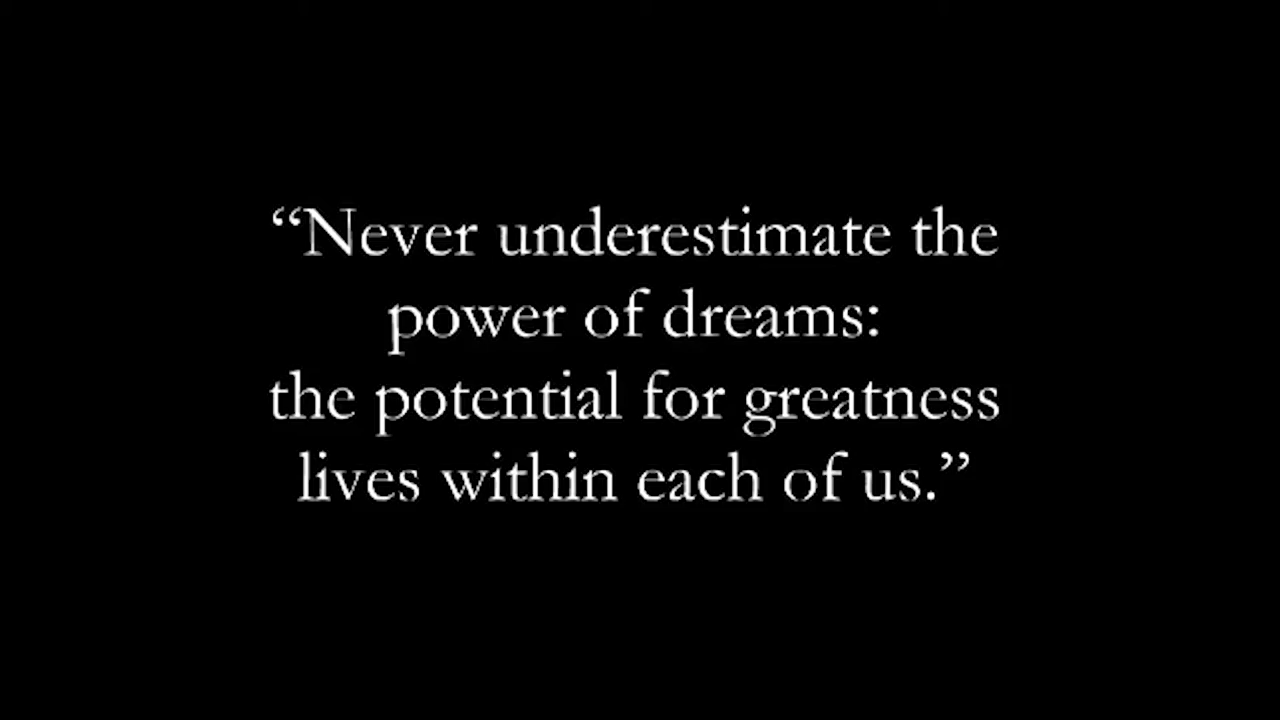 “Never underestimate the
power of dreams:
the potential for greatness
lives within each of us.”